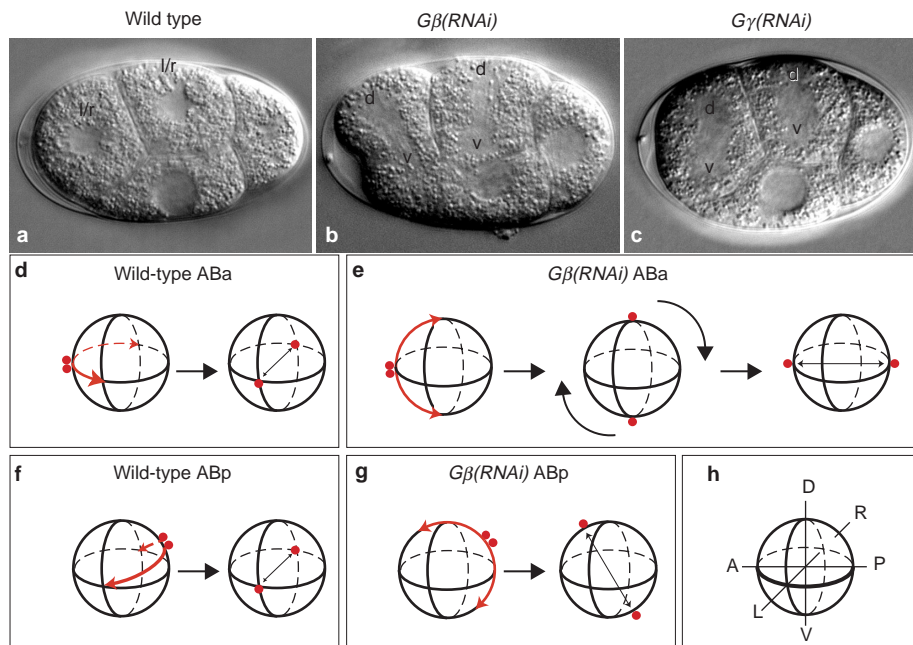 Wild type
Gβ(RNAi)
Gγ(RNAi)
l/r
l/r
a
d
d
v
v
b
d
d
v
v
c
d
Wild-type ABa
e
Gβ(RNAi) ABa
f
Wild-type ABp
g
Gβ(RNAi) ABp
h
D
R
A
P
L
V